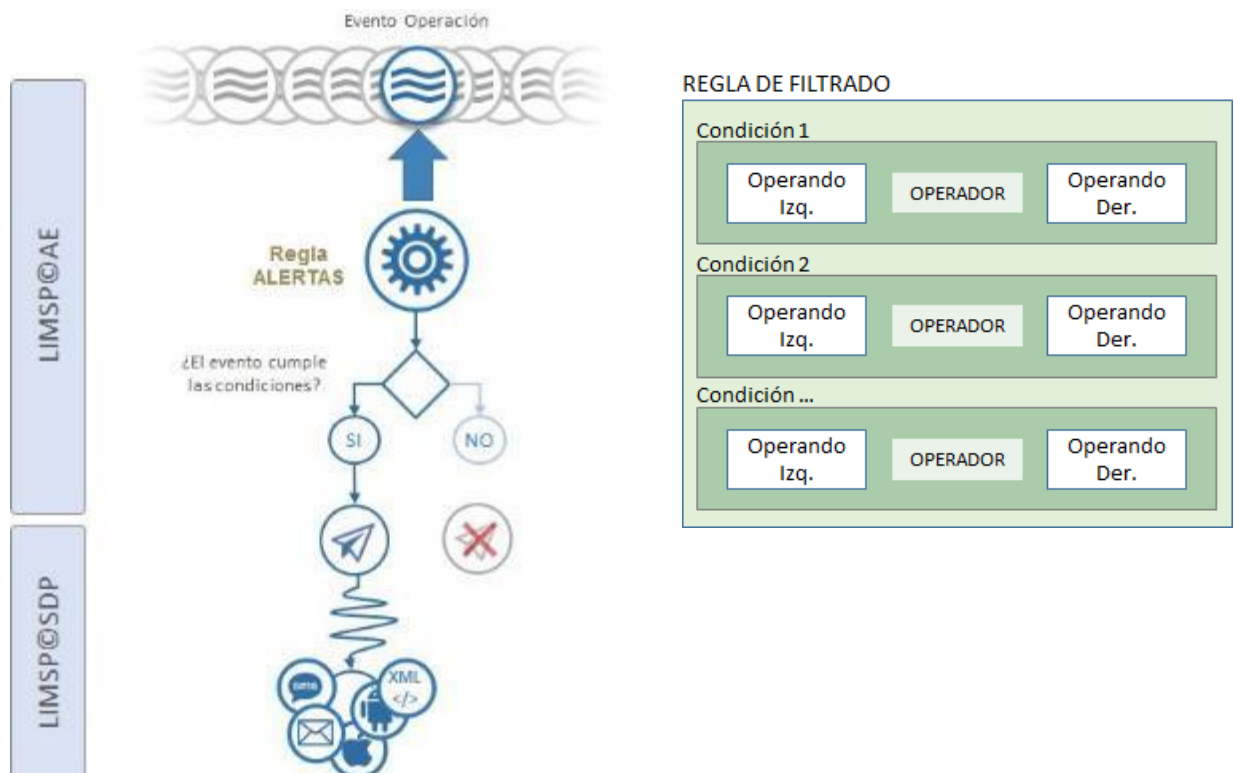 Evento Operación
LIMSP©AE
Regla
ALERTAS
¿El evento cumple
las condiciones?
SI
NO
LIMSP©SDP
SMS
XML
</>
REGLA DE FILTRADO
Condición 1
Operando
Izq.
OPERADOR
Operando
Der.
Condición 2
Operando
Izq.
OPERADOR
Operando
Der.
Condición ...
Operando
Izq.
OPERADOR
Operando
Der.